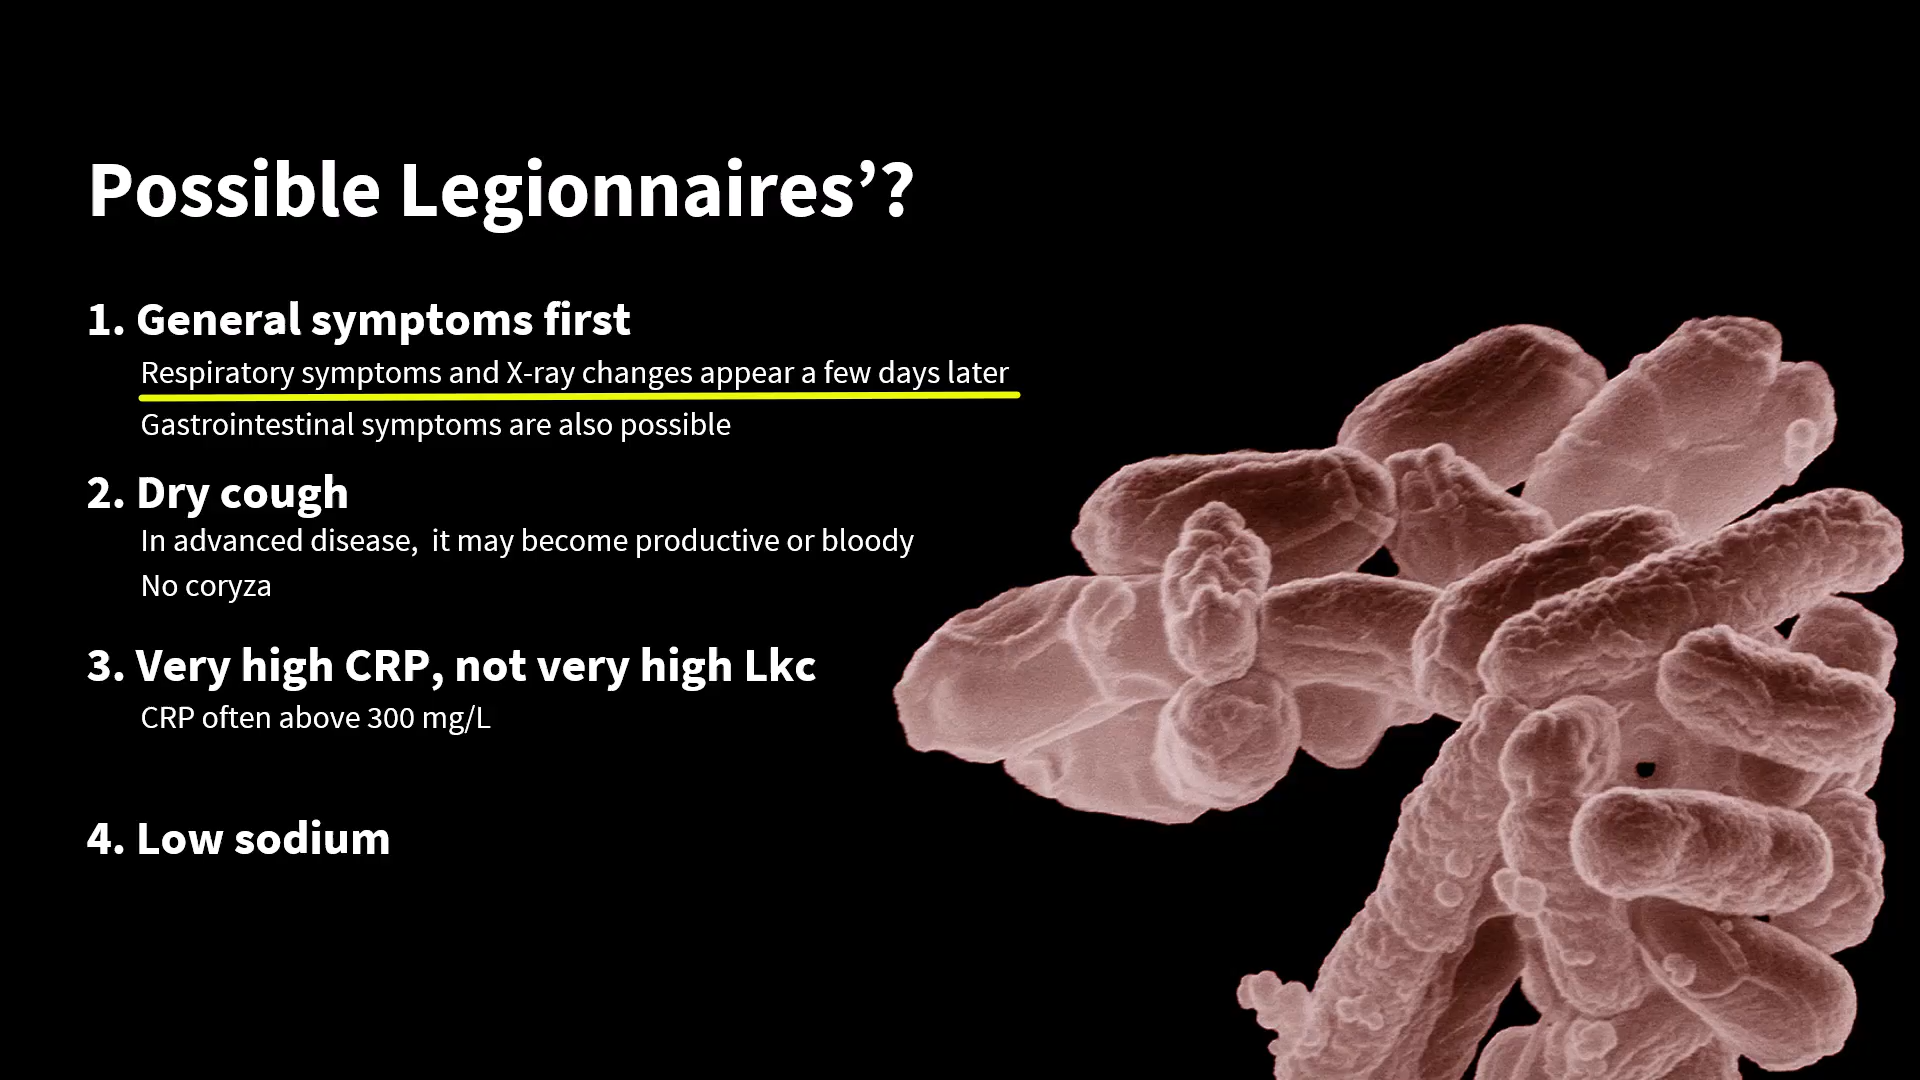 Possible Legionnaires’?
1. General symptoms first
Respiratory symptoms and X-ray changes appear a few days later
Gastrointestinal symptoms are also possible
2. Dry cough
In advanced disease,  it may become productive or bloody
No coryza
3. Very high CRP, not very high Lkc
CRP often above 300 mg/L
4. Low sodium